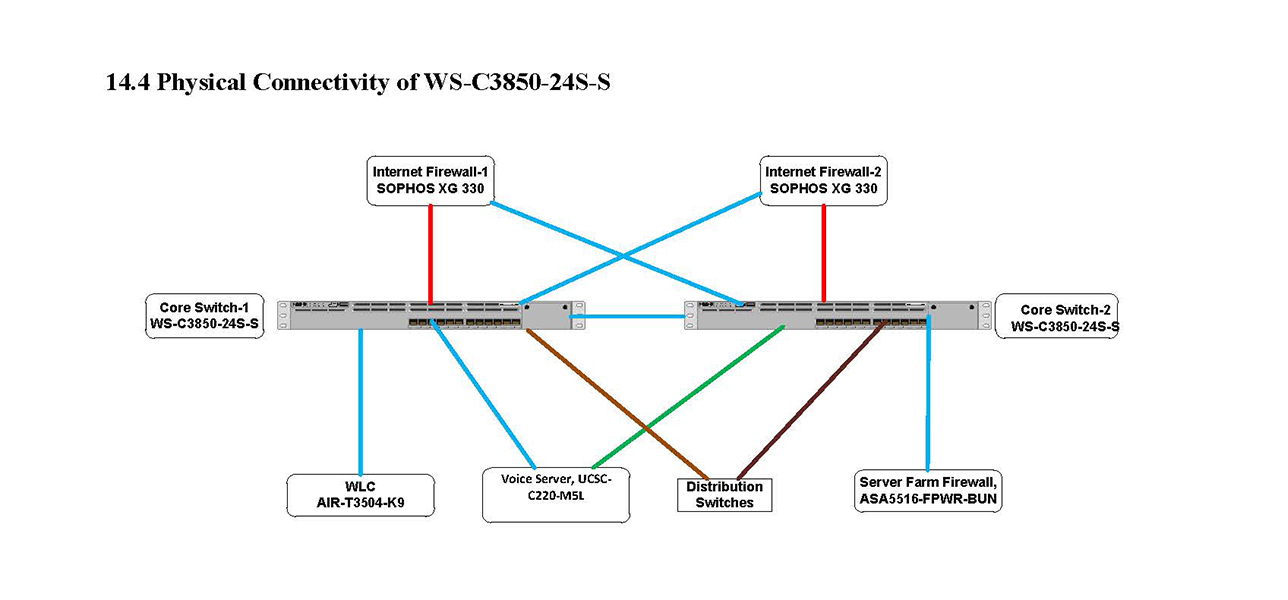 14.4 Physical Connectivity of WS-C3850-24S-S
Internet Firewall-1
SOPHOS XG 330
Internet Firewall-2
SOPHOS XG 330
Core Switch-1
WS-C3850-24S-S
Core Switch-2
WS-C3850-24S-S
WLC
AIR-T3504-K9
Voice Server, UCSC-
C220-M5L
Distribution
Switches
Server Farm Firewall,
ASA5516-FPWR-BUN